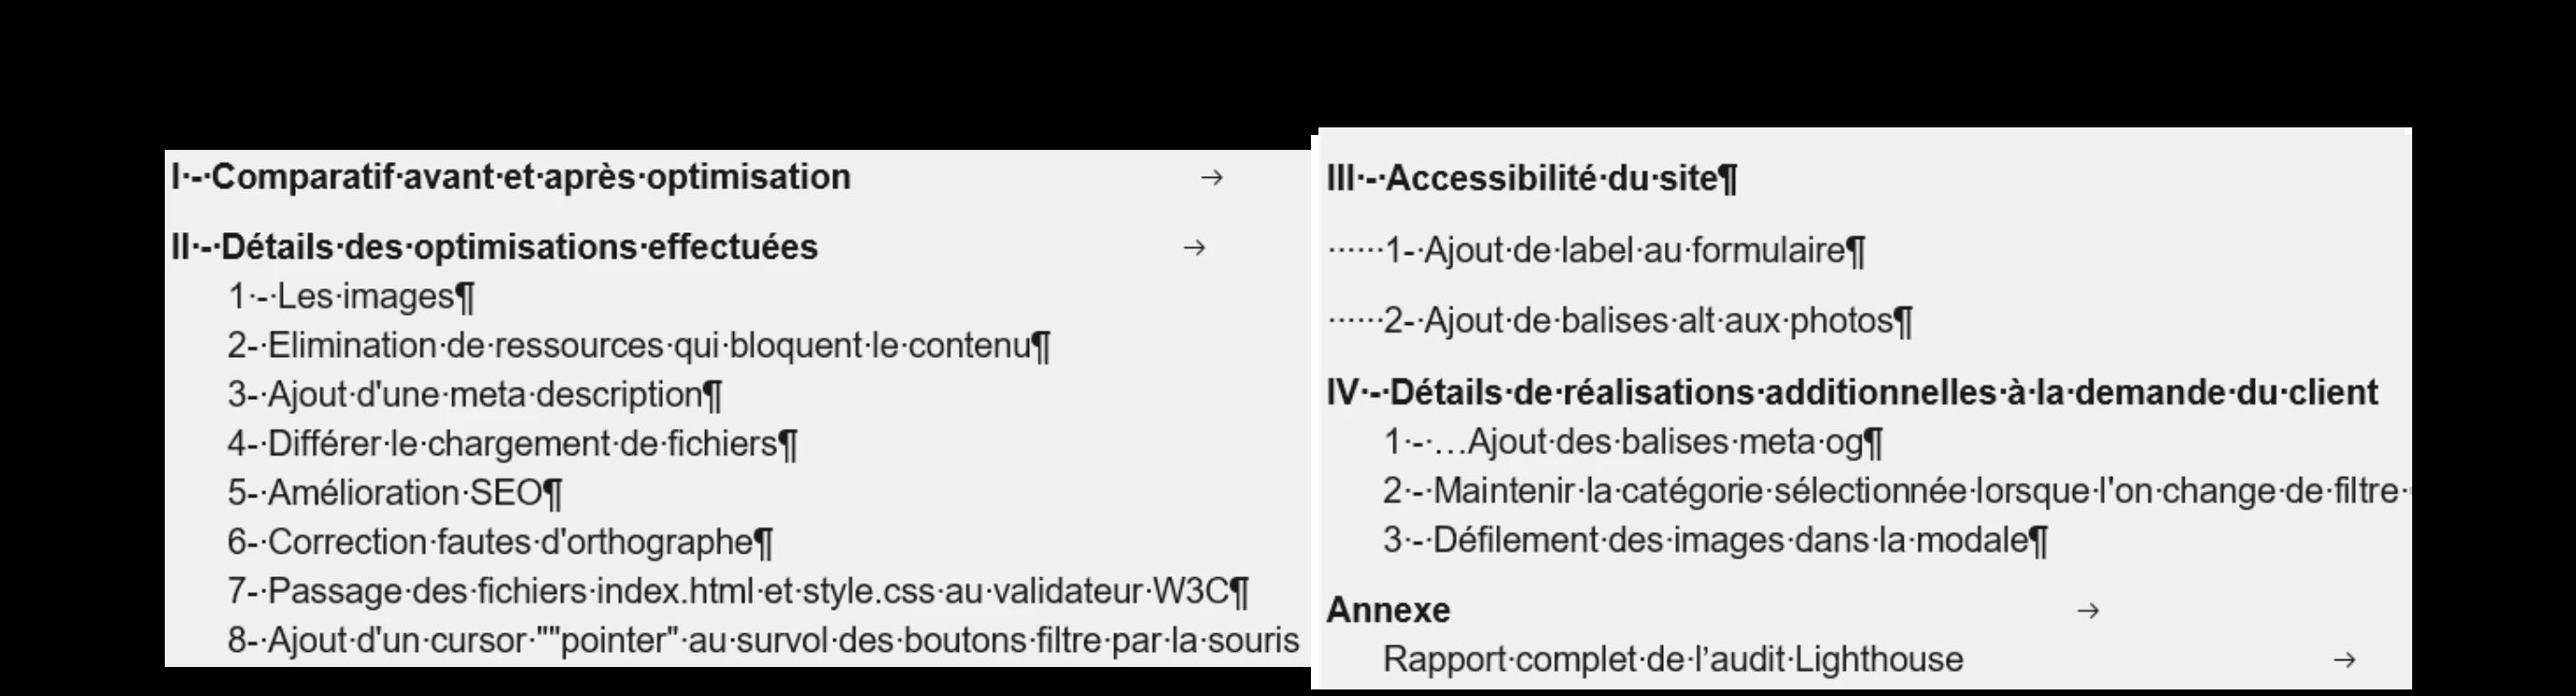 I - Comparatif avant et après optimisation →
II - Détails des optimisations effectuées →
1 - Les images¶
2- Elimination de ressources qui bloquent le contenu¶
3- Ajout d'une meta description¶
4- Différer le chargement de fichiers¶
5- Amélioration SEO¶
6- Correction fautes d'orthographe¶
7- Passage des fichiers index.html et style.css au validateur W3C¶
8- Ajout d'un cursor ""pointer" au survol des boutons filtre par la souris
III - Accessibilité du site¶
1- Ajout de label au formulaire¶
2- Ajout de balises alt aux photos¶
IV - Détails de réalisations additionnelles à la demande du client
1 - …Ajout des balises meta og¶
2 - Maintenir la catégorie sélectionnée lorsque l'on change de filtre
3 - Défilement des images dans la modale¶
Annexe →
Rapport complet de l’audit Lighthouse →